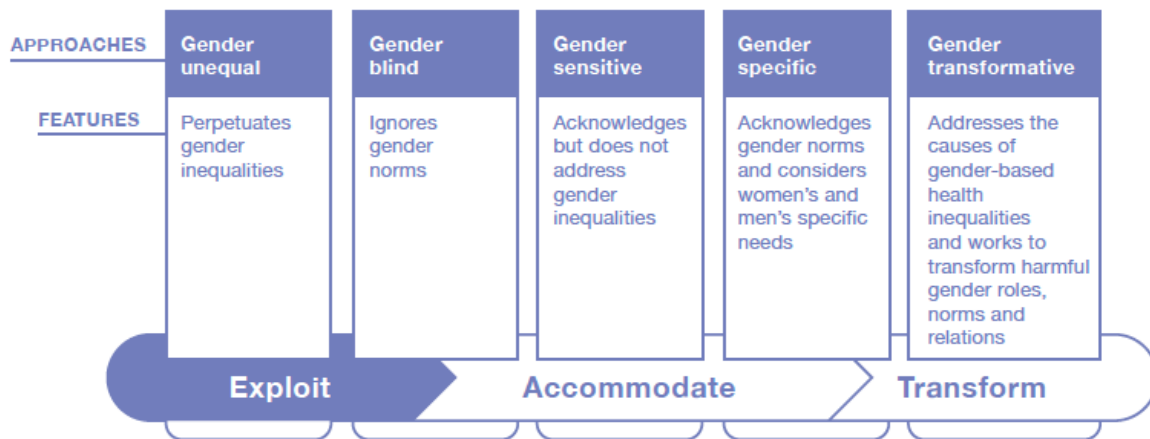 APPROACHES
Gender
unequal
Gender
blind
Gender
sensitive
Gender
specific
Gender
transformative
FEATURES
Perpetuates
gender
inequalities
Ignores
gender
norms
Acknowledges
but does not
address
gender
inequalities
Acknowledges
gender norms
and considers
women's and
men's specific
needs
Addresses the
causes of
gender-based
health
inequalities
and works to
transform harmful
gender roles,
norms and
relations
Exploit
Accommodate
Transform